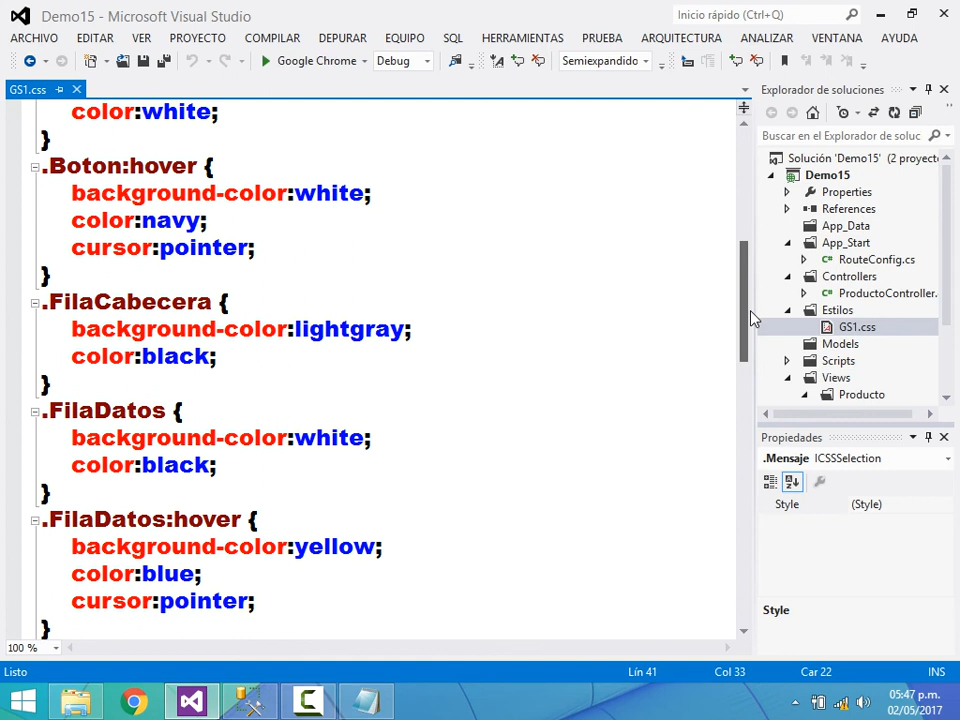 Demo15 - Microsoft Visual Studio
Inicio rápido (Ctrl+Q)
ARCHIVO EDITAR VER PROYECTO COMPILAR DEPURAR EQUIPO SQL HERRAMIENTAS PRUEBA ARQUITECTURA ANALIZAR VENTANA AYUDA
Google Chrome Debug Semiexpandido
GS1.css
color:white;
}
.Boton:hover {
background-color:white;
color:navy;
cursor:pointer;
}
.FilaCabecera {
background-color:lightgray;
color:black;
}
.FilaDatos {
background-color:white;
color:black;
}
.FilaDatos:hover {
background-color:yellow;
color:blue;
cursor:pointer;
}
100 %
Explorador de soluciones
Buscar en el Explorador de soluc
Solución 'Demo15' (2 proyecto
Demo15
Properties
References
App_Data
App_Start
RouteConfig.cs
Controllers
ProductoController.
Estilos
GS1.css
Models
Scripts
Views
Producto
Propiedades
.Mensaje ICSSSelection
Style (Style)
Style
Listo Lín 41 Col 33 Car 22 INS
05:47 p.m.
02/05/2017